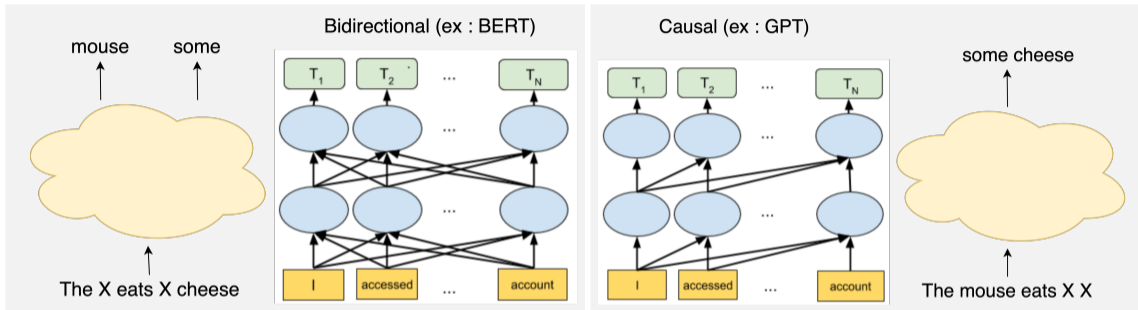 Bidirectional (ex : BERT)
mouse some
The X eats X cheese
T1 T2 ... TN
...
...
I accessed ... account
Causal (ex : GPT)
T1 T2 ... TN
...
...
I accessed ... account
some cheese
The mouse eats X X